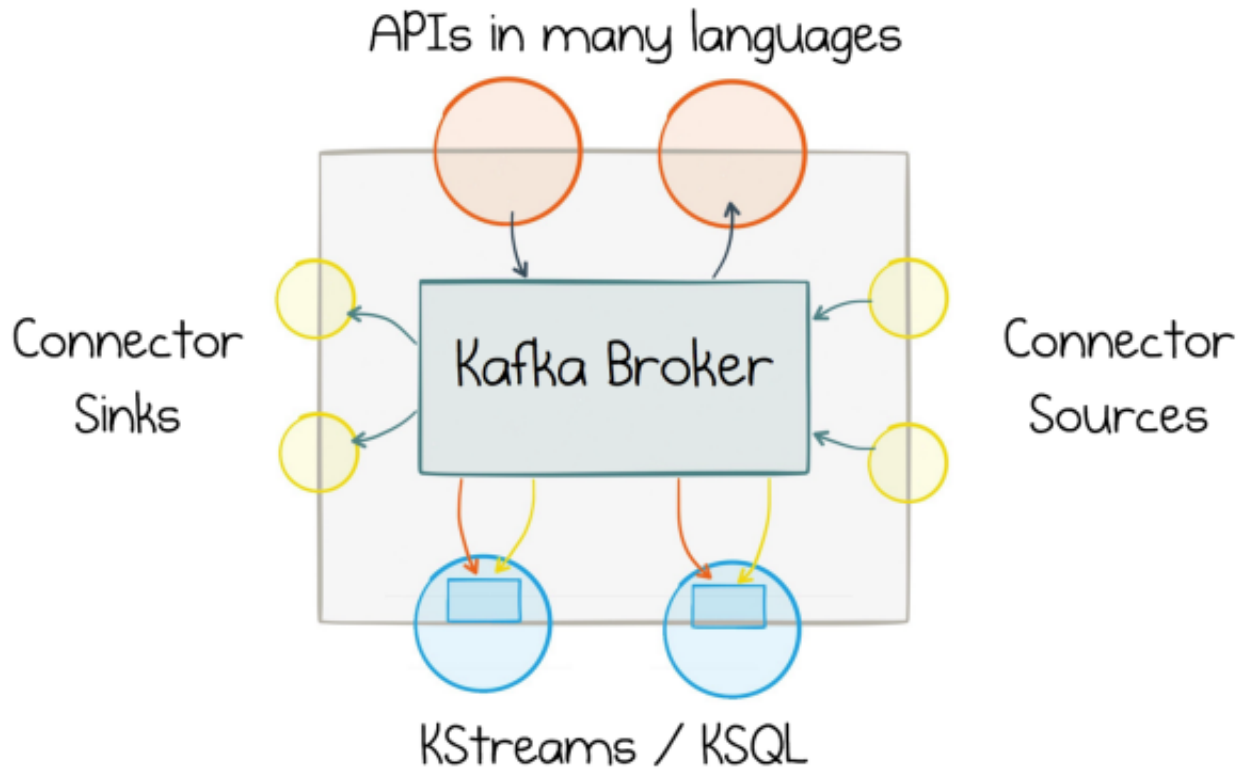 APIs in many languages
Kafka Broker
Connector
Sinks
Connector
Sources
KStreams / KSQL